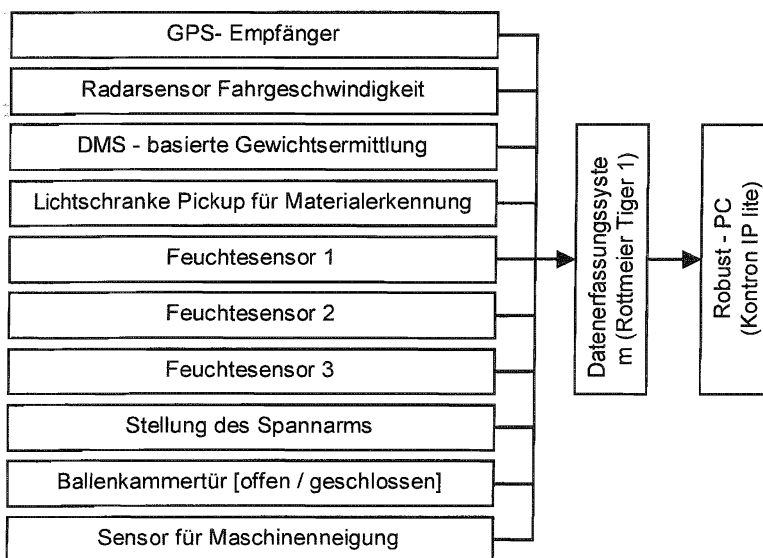 GPS- Empfänger
Radarsensor Fahrgeschwindigkeit
DMS - basierte Gewichtsermittlung
Lichtschranke Pickup für Materialerkennung
Feuchtesensor 1
Feuchtesensor 2
Feuchtesensor 3
Stellung des Spannarms
Ballenkammertür [offen / geschlossen]
Sensor für Maschinenneigung
Datenerfassungssyste
m (Rottmeier Tiger 1)
Robust - PC
(Kontron IP lite)